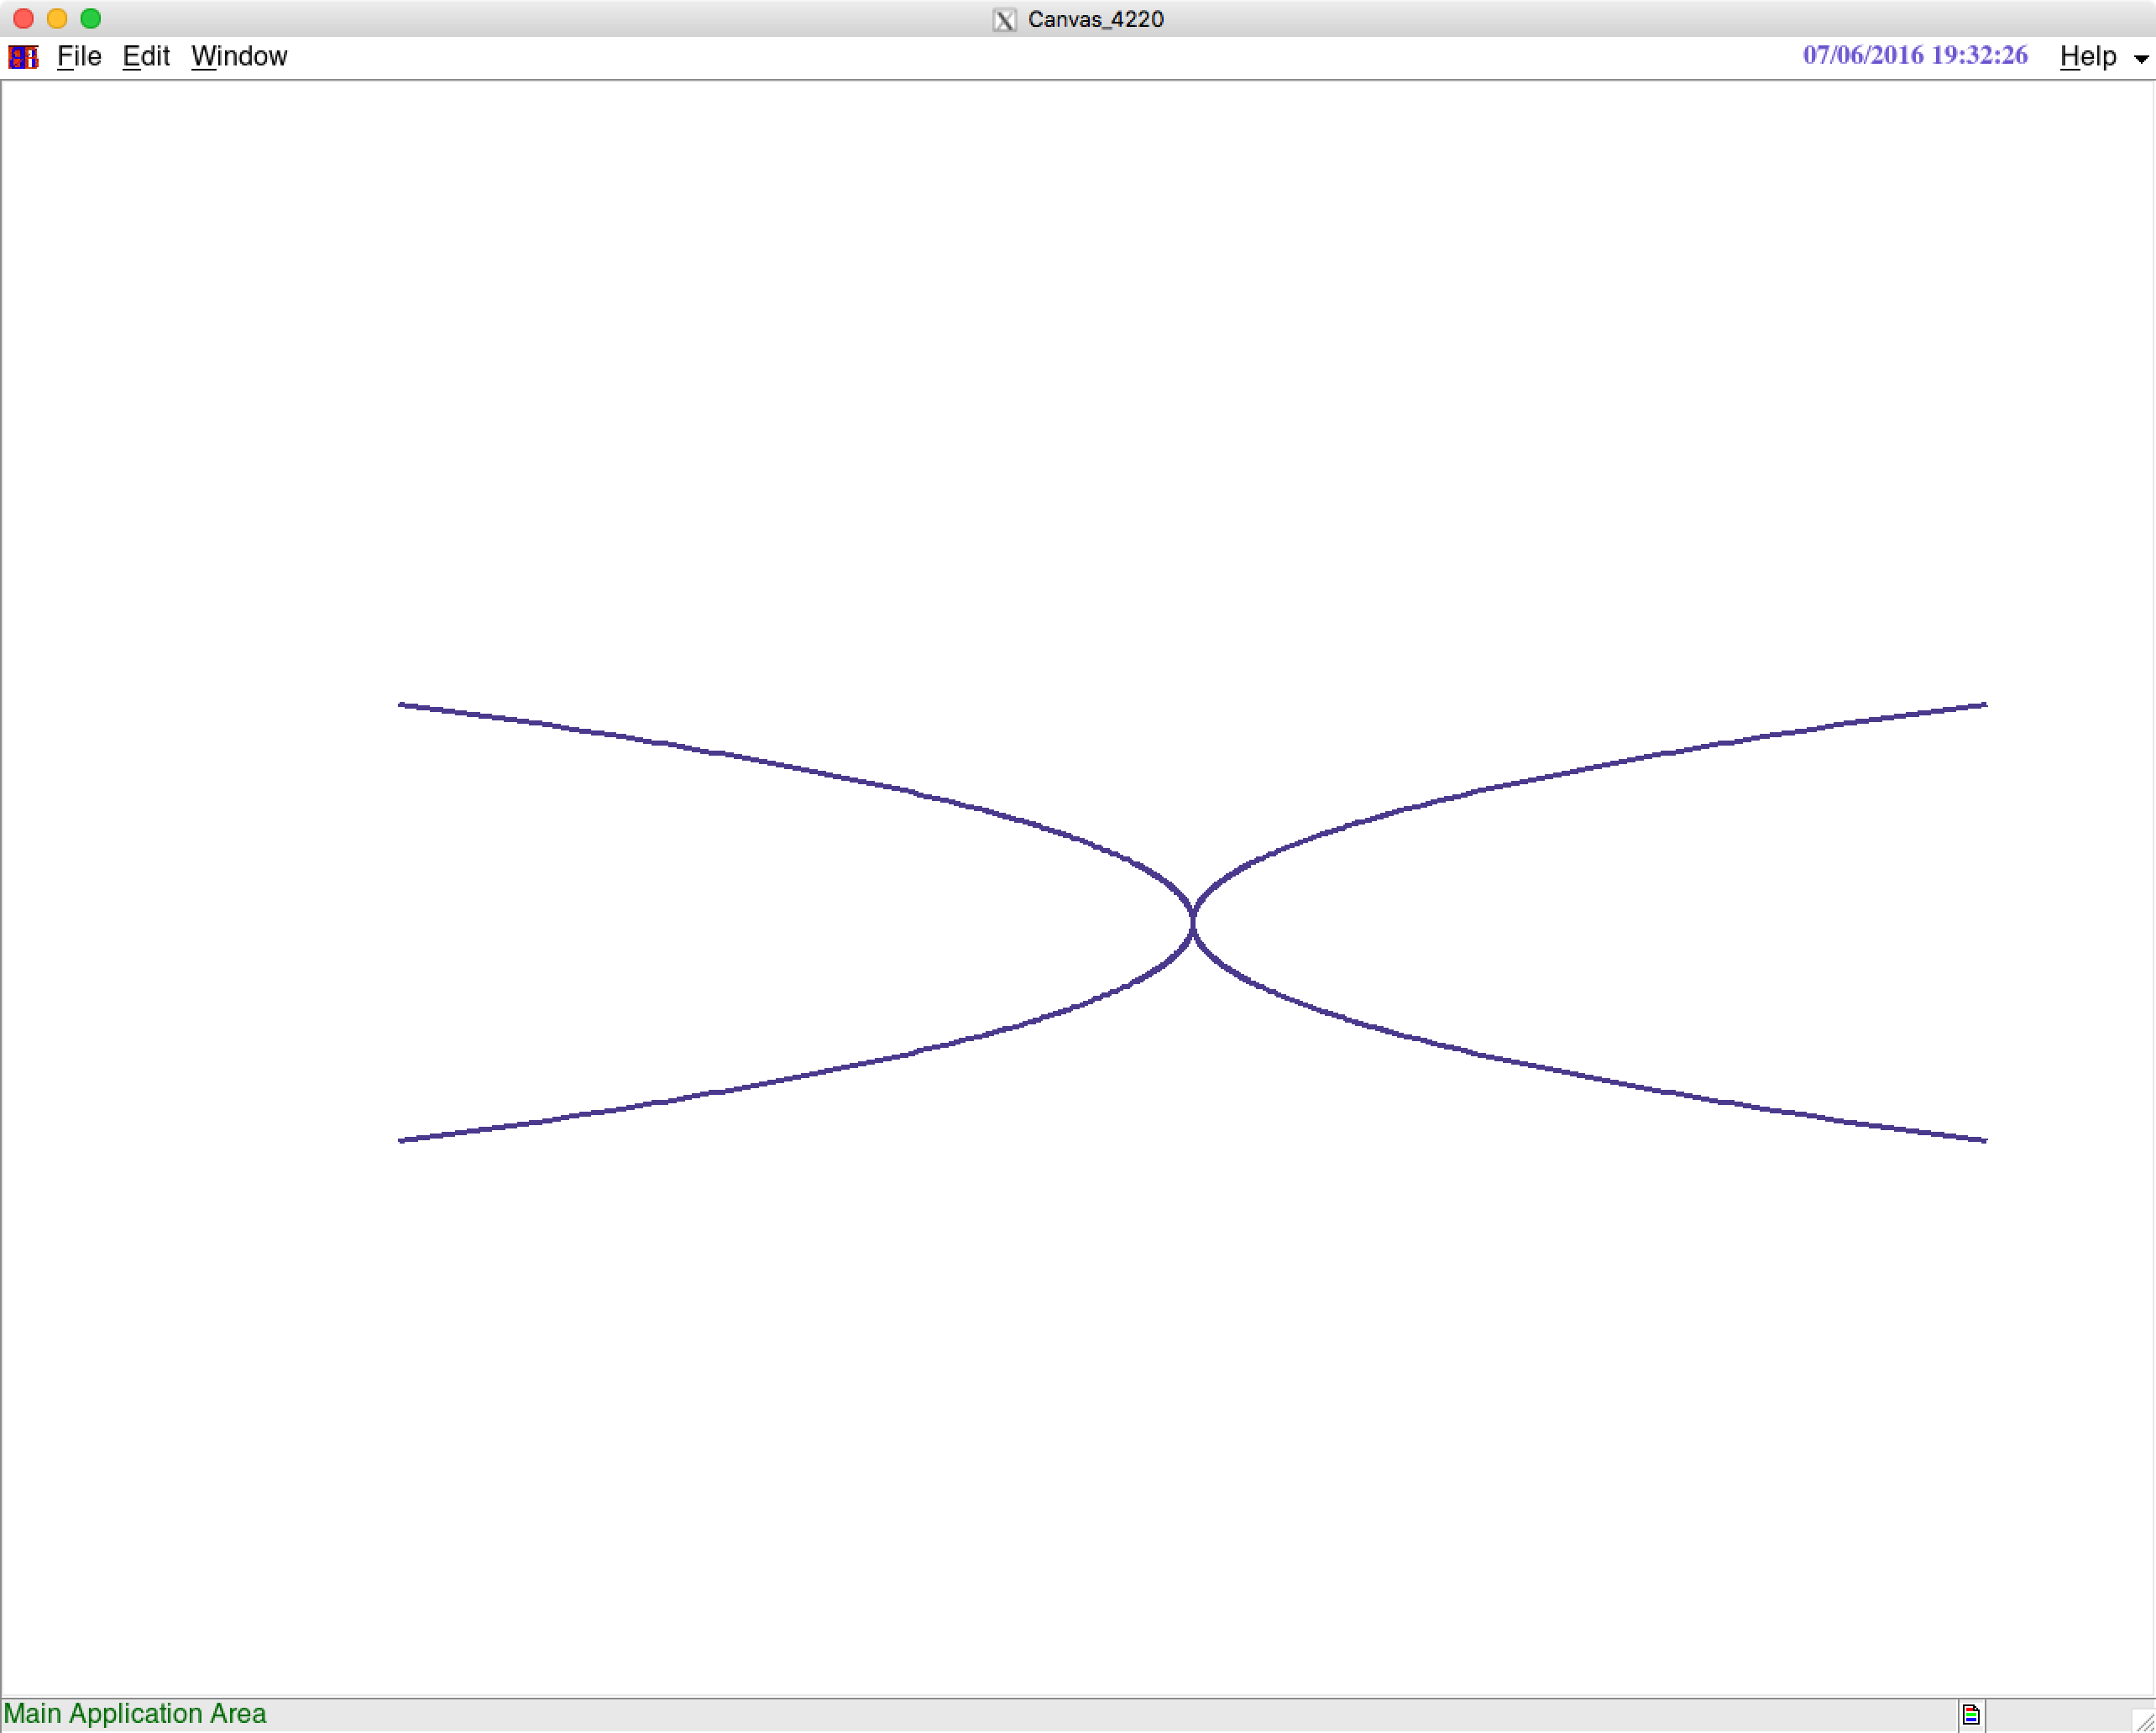 Canvas_4220
File Edit Window 07/06/2016 19:32:26 Help
Main Application Area